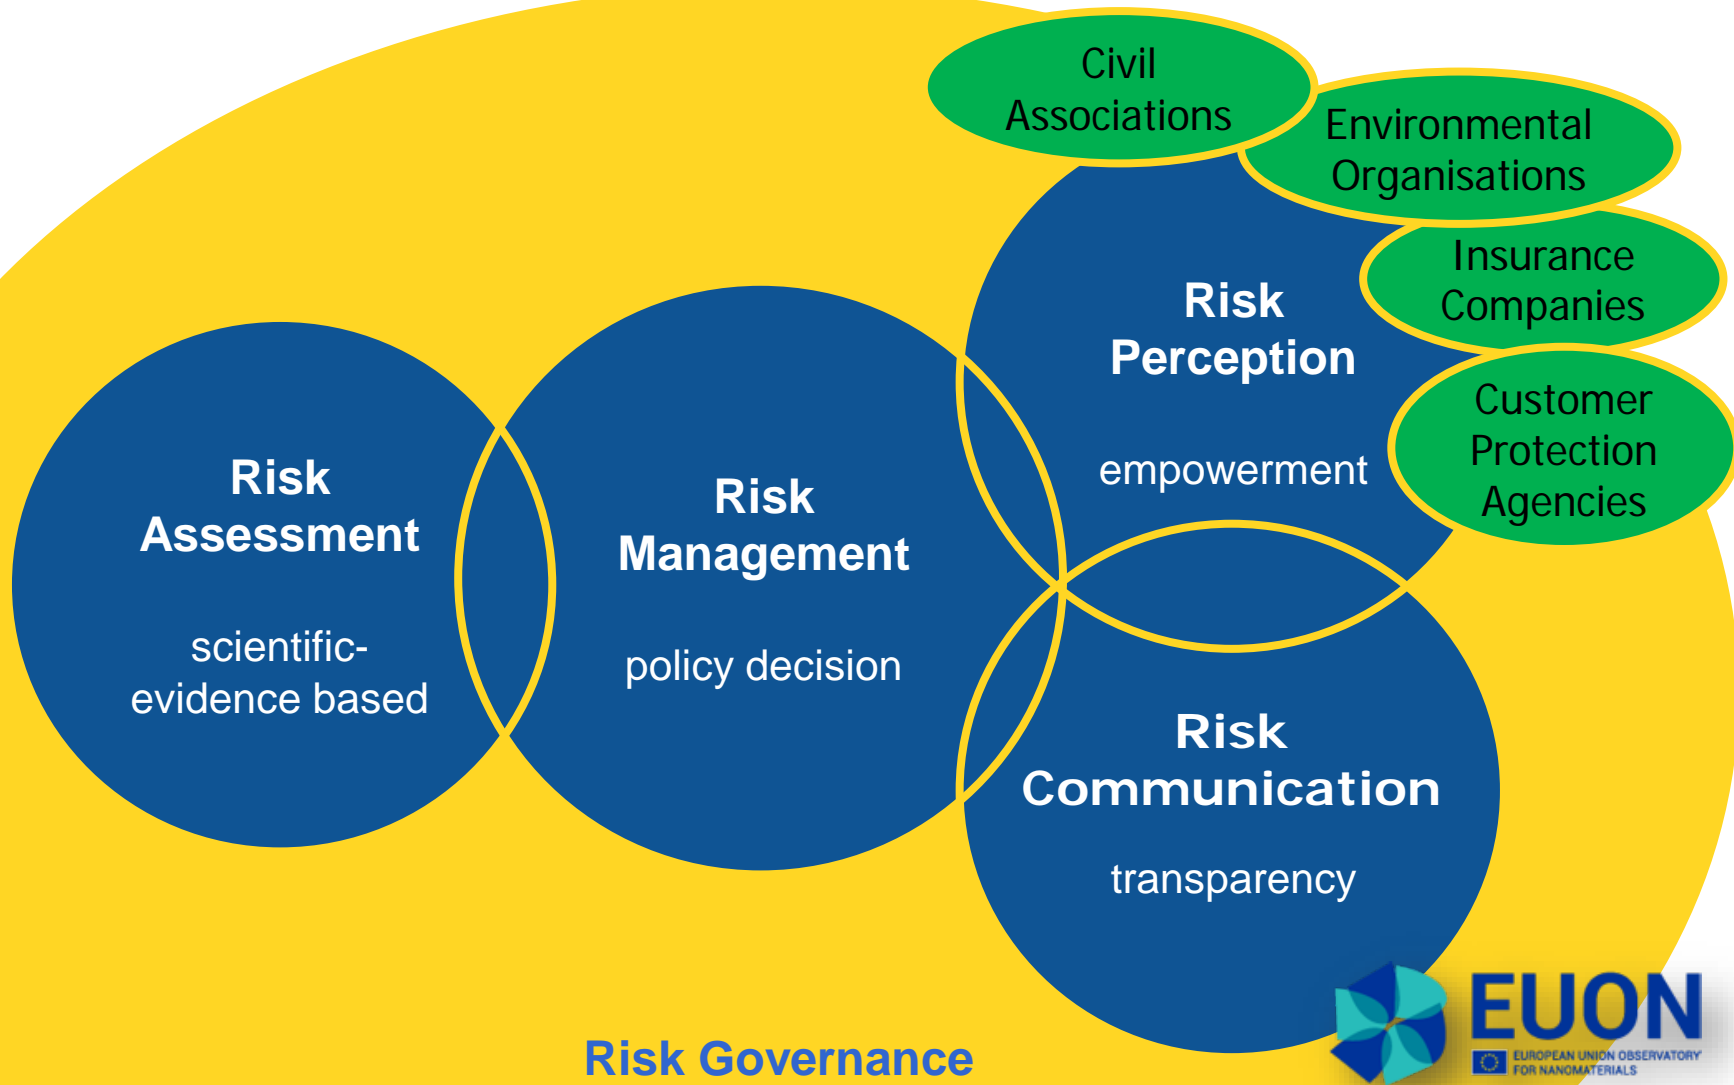 Civil
Associations
Environmental
Organisations
Insurance
Companies
Customer
Protection
Agencies
Risk
Perception
empowerment
Risk
Assessment
scientific-
evidence based
Risk
Management
policy decision
Risk
Communication
transparency
Risk Governance
EUON
EUROPEAN UNION OBSERVATORY
FOR NANOMATERIALS